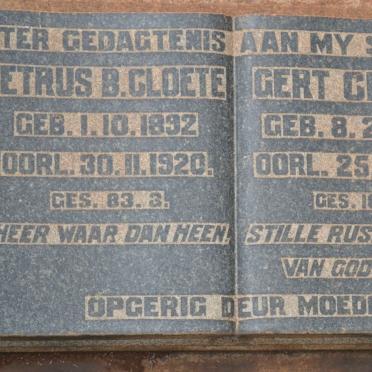 TER GEDAGTENIS AAN MY S
ETRUS B. CLOETE
GEB. 1.10.1892
OORL. 30.11.1920.
GES. 83. 3.
HEER WAAR DAN HEEN
GERT C
GEB. 8. 2
OORL. 25
GES. 1
STILLE RUS
VAN GOD
OPGERIG DEUR MOED